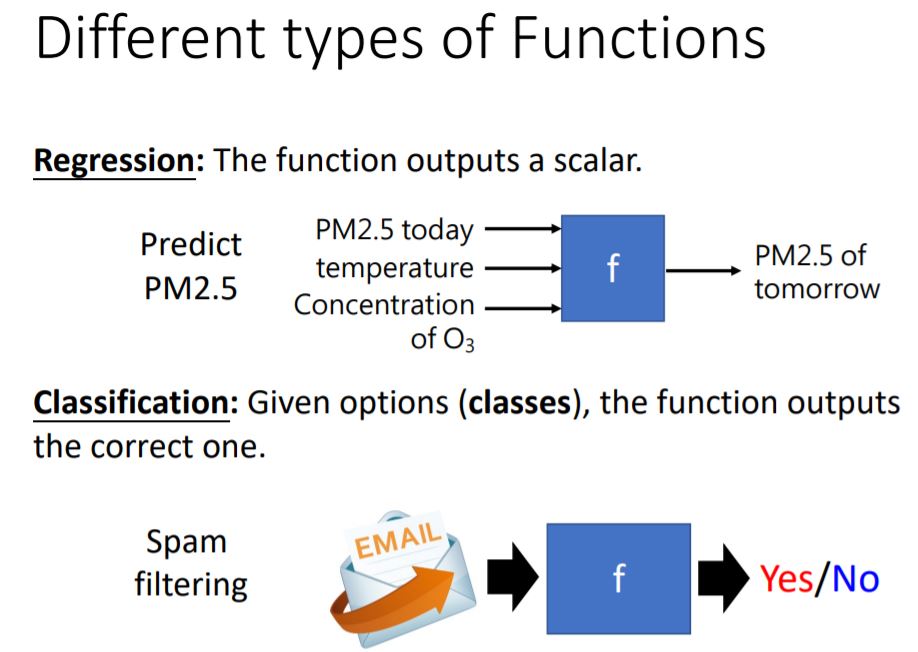 Different types of Functions
Regression: The function outputs a scalar.
Predict
PM2.5
PM2.5 today
temperature
Concentration
of O₃
f
PM2.5 of
tomorrow
Classification: Given options (classes), the function outputs
the correct one.
Spam
filtering
EMAIL
f
Yes/No